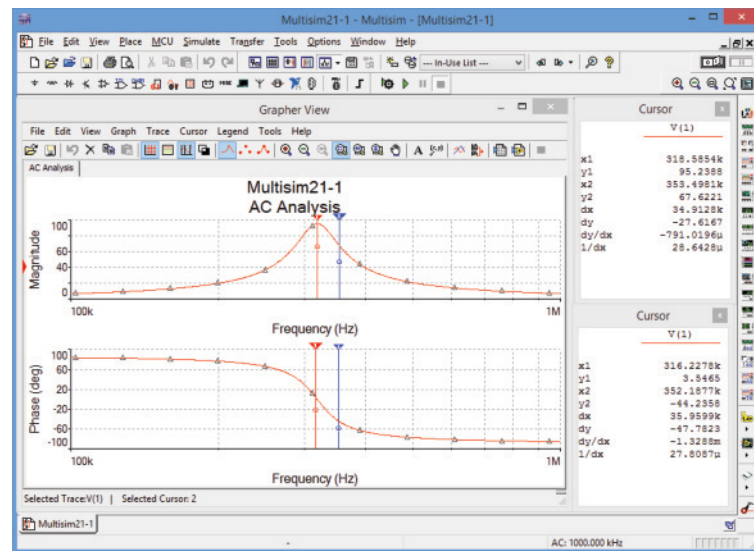 Multisim21-1 - Multisim - [Multisim21-1]
File Edit View Place MCU Simulate Transfer Tools Options Window Help
--- In-Use List ---
Grapher View
File Edit View Graph Trace Cursor Legend Tools Help
AC Analysis
Multisim21-1
AC Analysis
Magnitude
100
80
60
40
0
100k
1M
Frequency (Hz)
Phase (deg)
100
60
20
-20
-60
-100
100k
1M
Frequency (Hz)
Selected Trace:V(1) | Selected Cursor: 2
Cursor
V(1)
x1 318.5854k
y1 95.2388
x2 353.4981k
y2 67.6221
dx 34.9128k
dy -27.6167
dy/dx -791.0196µ
1/dx 28.6428µ
Cursor
V(1)
x1 316.2278k
y1 3.5465
x2 352.1877k
y2 -44.2358
dx 35.9599k
dy -47.7823
dy/dx -1.3288m
1/dx 27.8087µ
Multisim21-1
AC: 1000.000 kHz